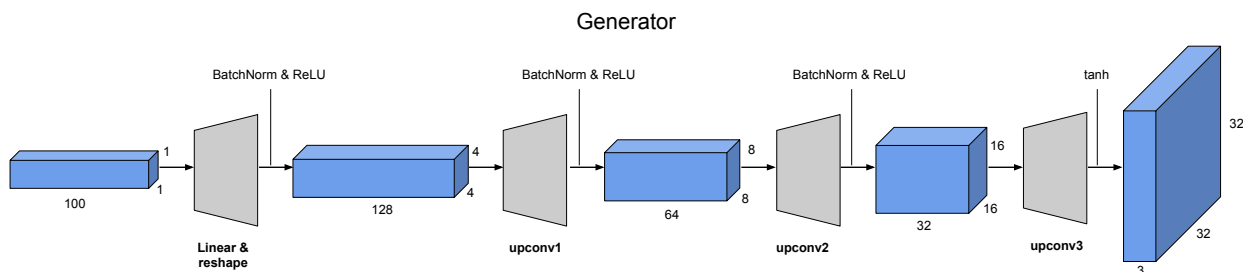 Generator
BatchNorm & ReLU
BatchNorm & ReLU
BatchNorm & ReLU
tanh
1
1
100
4
4
128
8
8
64
16
16
32
32
32
3
Linear &
reshape
upconv1
upconv2
upconv3